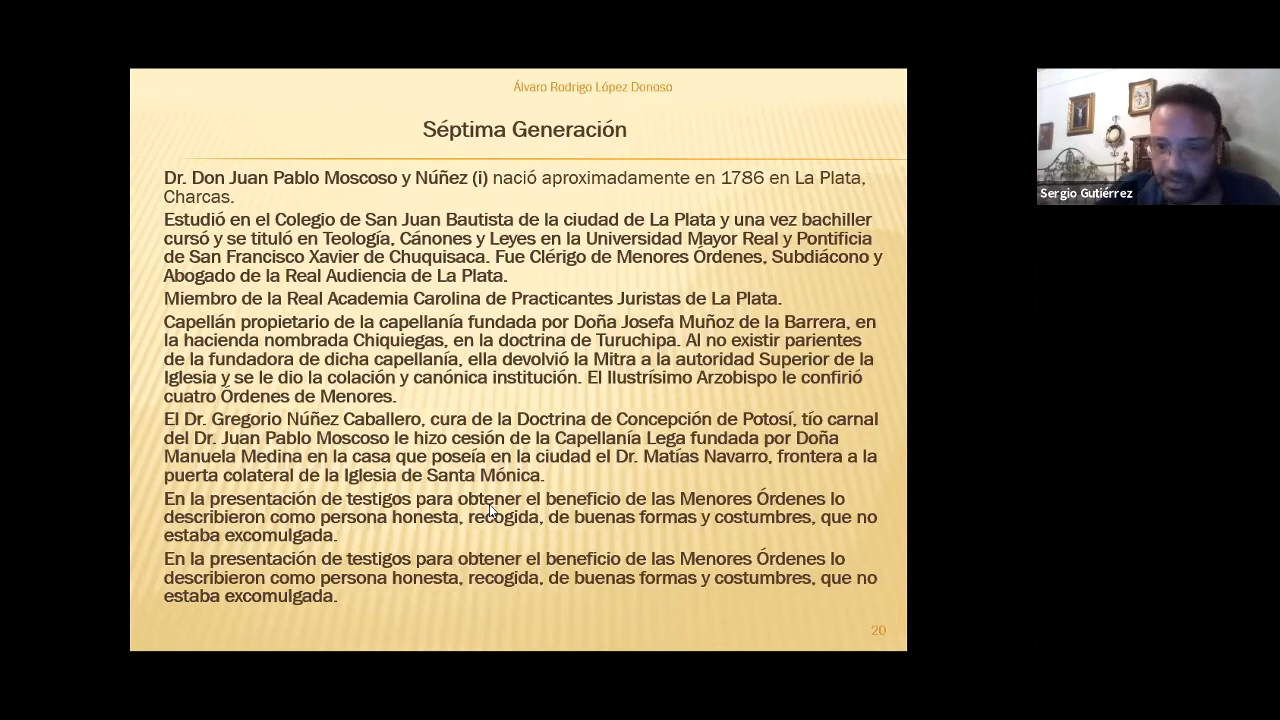 Álvaro Rodrigo López Donoso
Séptima Generación
Dr. Don Juan Pablo Moscoso y Núñez (i) nació aproximadamente en 1786 en La Plata,
Charcas.
Estudió en el Colegio de San Juan Bautista de la ciudad de La Plata y una vez bachiller
cursó y se tituló en Teología, Cánones y Leyes en la Universidad Mayor Real y Pontificia
de San Francisco Xavier de Chuquisaca. Fue Clérigo de Menores Órdenes, Subdiácono y
Abogado de la Real Audiencia de La Plata.
Miembro de la Real Academia Carolina de Practicantes Juristas de La Plata.
Capellán propietario de la capellanía fundada por Doña Josefa Muñoz de la Barrera, en
la hacienda nombrada Chiquiegas, en la doctrina de Turuchipa. Al no existir parientes
de la fundadora de dicha capellanía, ella devolvió la Mitra a la autoridad Superior de la
Iglesia y se le dio la colación y canónica institución. El Ilustrísimo Arzobispo le confirió
cuatro Órdenes de Menores.
El Dr. Gregorio Núñez Caballero, cura de la Doctrina de Concepción de Potosí, tío carnal
del Dr. Juan Pablo Moscoso le hizo cesión de la Capellanía Lega fundada por Doña
Manuela Medina en la casa que poseía en la ciudad el Dr. Matías Navarro, frontera a la
puerta colateral de la Iglesia de Santa Mónica.
En la presentación de testigos para obtener el beneficio de las Menores Órdenes lo
describieron como persona honesta, recogida, de buenas formas y costumbres, que no
estaba excomulgada.
En la presentación de testigos para obtener el beneficio de las Menores Órdenes lo
describieron como persona honesta, recogida, de buenas formas y costumbres, que no
estaba excomulgada.
20
Sergio Gutiérrez